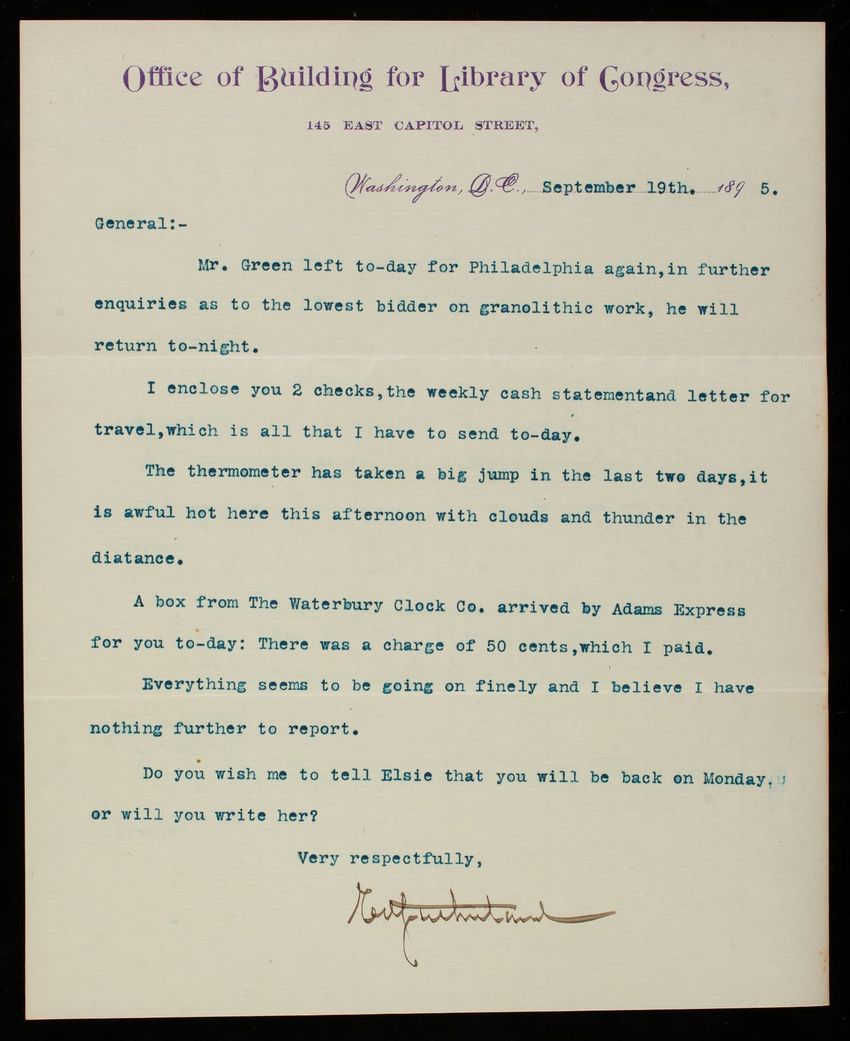 Office of Building for Library of Congress,
145 EAST CAPITOL STREET,
Washington, D.C., September 19th. 189 5.
General:-
Mr. Green left to-day for Philadelphia again,in further
enquiries as to the lowest bidder on granolithic work, he will
return to-night.
I enclose you 2 checks,the weekly cash statementand letter for
travel,which is all that I have to send to-day.
The thermometer has taken a big jump in the last two days,it
is awful hot here this afternoon with clouds and thunder in the
diatance.
A box from The Waterbury Clock Co. arrived by Adams Express
for you to-day: There was a charge of 50 cents,which I paid.
Everything seems to be going on finely and I believe I have
nothing further to report.
Do you wish me to tell Elsie that you will be back on Monday,
or will you write her?
Very respectfully,